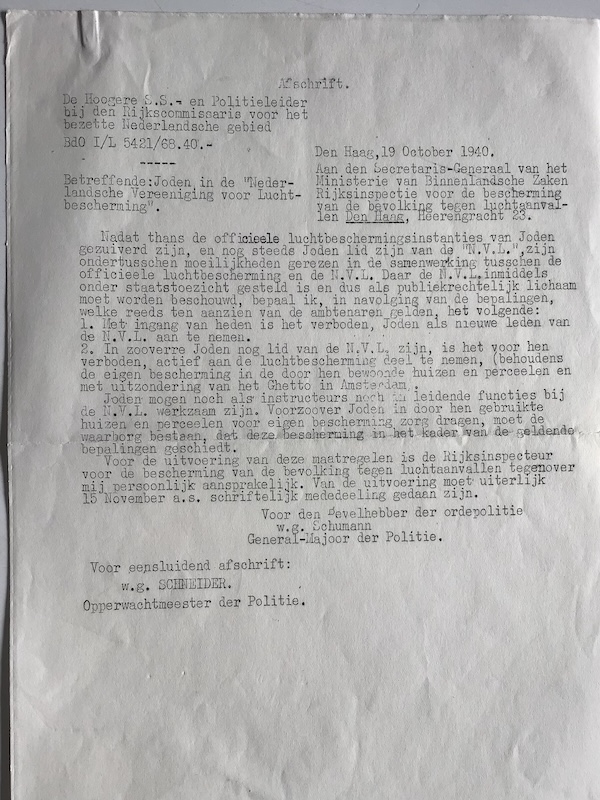 Afschrift.
De Hoogere S.S.- en Politieleider
bij den Rijkscommissaris voor het
bezette Nederlandsche gebied
BdO I/L 5421/68.40.-
-----
Den Haag,19 October 1940.
Betreffende:Joden in de "Neder-
landsche Vereeniging voor Lucht-
bescherming".
Aan den Secretaris-Generaal van het
Ministerie van Binnenlandsche Zaken
Rijksinspectie voor de bescherming
van de bevolking tegen luchtaanval-
len Den Haag, Heerengracht 23.
Nadat thans de officieele luchtbeschermingsinstanties van Joden
gezuiverd zijn, en nog steeds Joden lid zijn van de "N.V.L.",zijn
ondertusschen moeilijkheden gerezen in de samenwerking tusschen de
officieele luchtbescherming en de N.V.L. Daar de N.V.L.inmiddels
onder staatstoezicht gesteld is en dus als publiekrechtelijk lichaam
moet worden beschouwd, bepaal ik, in navolging van de bepalingen,
welke reeds ten aanzien van de ambtenaren gelden, het volgende:
1. Met ingang van heden is het verboden, Joden als nieuwe leden van
de N.V.L. aan te nemen.
2. In zooverre Joden nog lid van de N.V.L. zijn, is het voor hen
verboden, actief aan de luchtbescherming deel te nemen, (behoudens
de eigen bescherming in de door hen bewoonde huizen en perceelen en
met uitzondering van het Ghetto in Amsterdam.
Joden mogen noch als instructeurs noch in leidende functies bij
de N.V.L. werkzaam zijn. Voorzoover Joden in door hen gebruikte
huizen en perceelen voor eigen bescherming zorg dragen, moet de
waarborg bestaan, dat deze bescherming in het kader van de geldende
bepalingen geschiedt.
Voor de uitvoering van deze maatregelen is de Rijksinspecteur
voor de bescherming van de bevolking tegen luchtaanvallen tegenover
mij persoonlijk aansprakelijk. Van de uitvoering moet uiterlijk
15 November a.s. schriftelijk mededeeling gedaan zijn.
Voor den Bevelhebber der ordepolitie
w.g. Schumann
General-Majoor der Politie.
Voor eensluidend afschrift:
w.g. SCHNEIDER.
Opperwachtmeester der Politie.